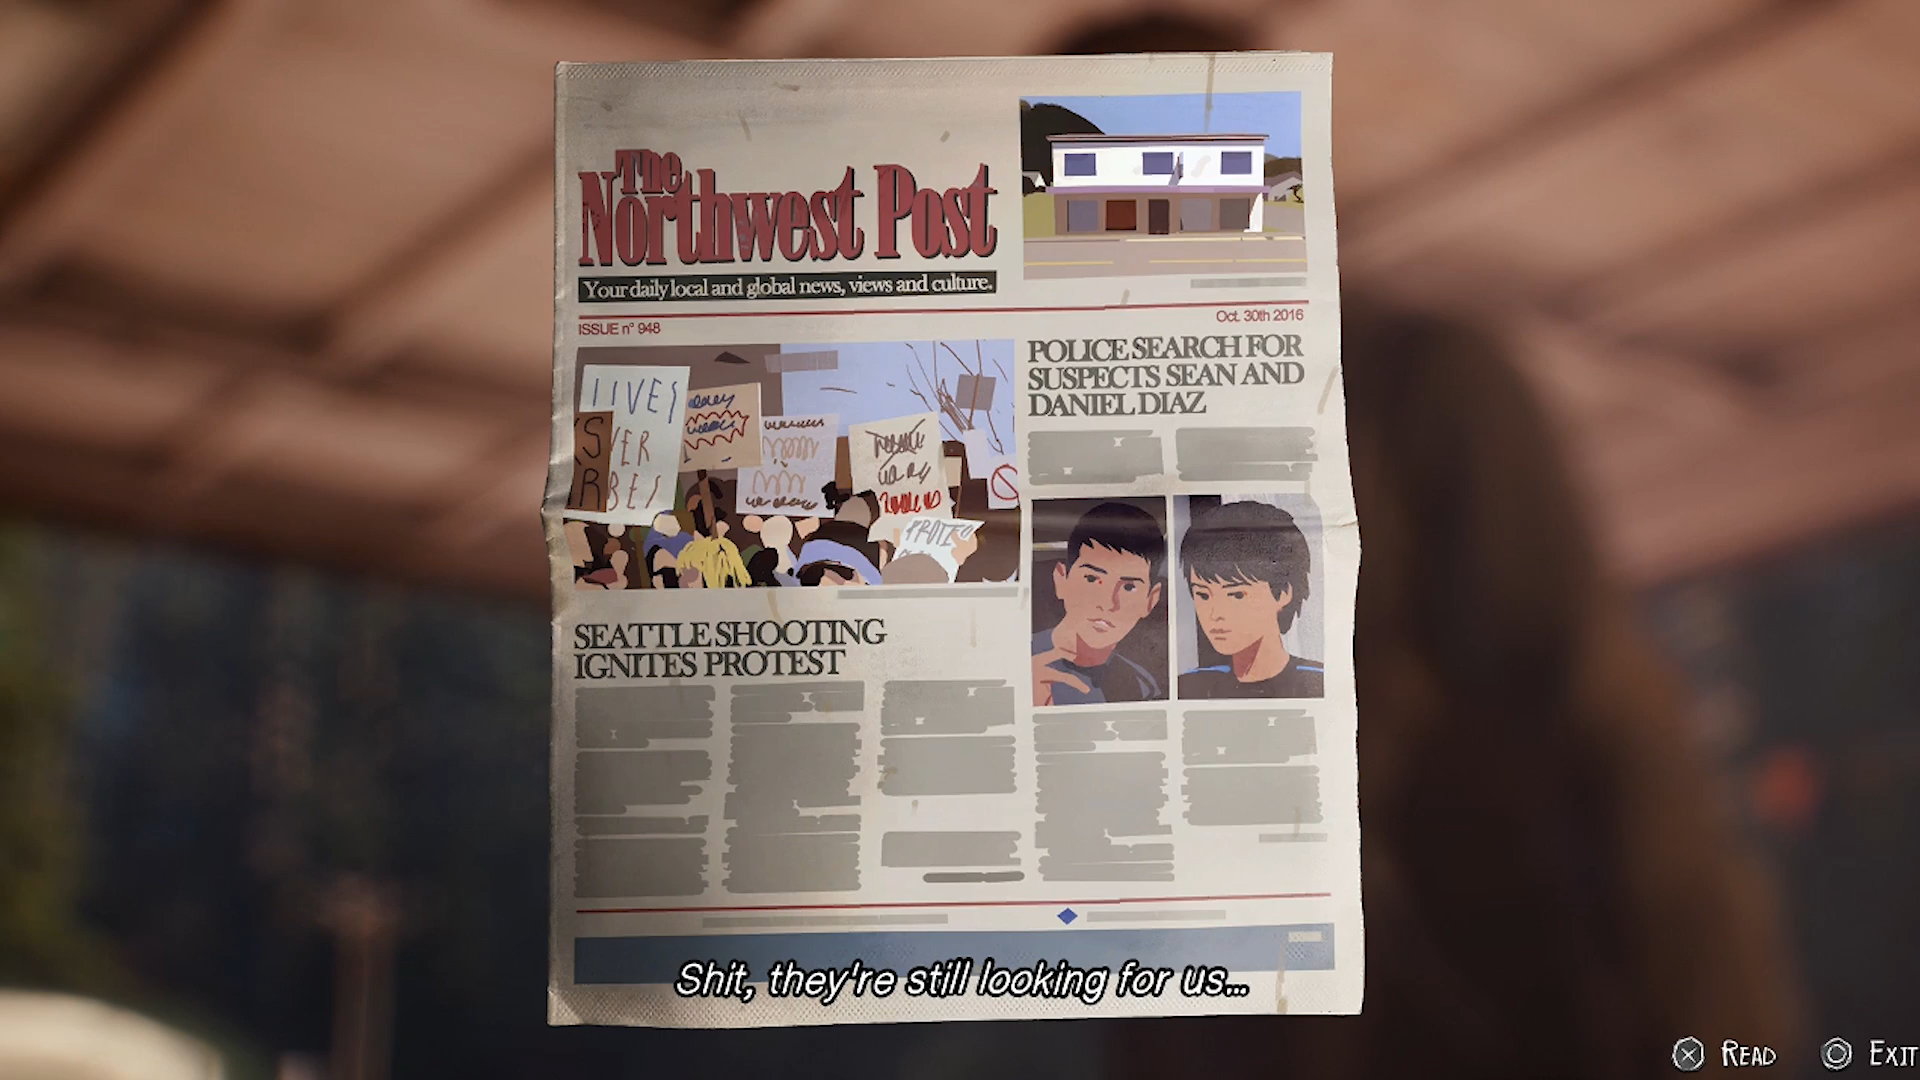 The
Northwest Post
Your daily local and global news, views and culture.
ISSUE n° 948
Oct. 30th 2016
LIVES
POLICE SEARCH FOR
SUSPECTS SEAN AND
DANIEL DIAZ
SEATTLE SHOOTING
IGNITES PROTEST
Shit, they're still looking for us...
READ
EXIT